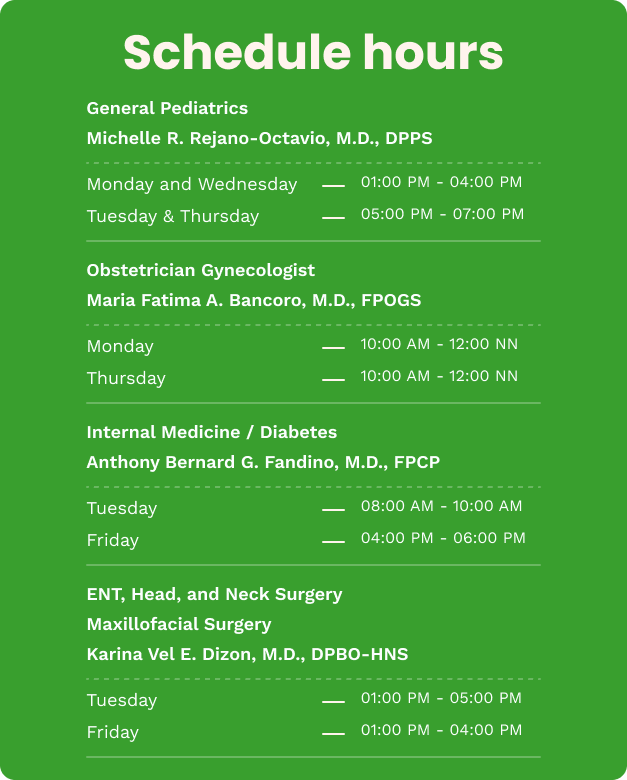 Schedule hours
General Pediatrics
Michelle R. Rejano-Octavio, M.D., DPPS
Monday and Wednesday — 01:00 PM - 04:00 PM
Tuesday & Thursday — 05:00 PM - 07:00 PM
Obstetrician Gynecologist
Maria Fatima A. Bancoro, M.D., FPOGS
Monday — 10:00 AM - 12:00 NN
Thursday — 10:00 AM - 12:00 NN
Internal Medicine / Diabetes
Anthony Bernard G. Fandino, M.D., FPCP
Tuesday — 08:00 AM - 10:00 AM
Friday — 04:00 PM - 06:00 PM
ENT, Head, and Neck Surgery
Maxillofacial Surgery
Karina Vel E. Dizon, M.D., DPBO-HNS
Tuesday — 01:00 PM - 05:00 PM
Friday — 01:00 PM - 04:00 PM